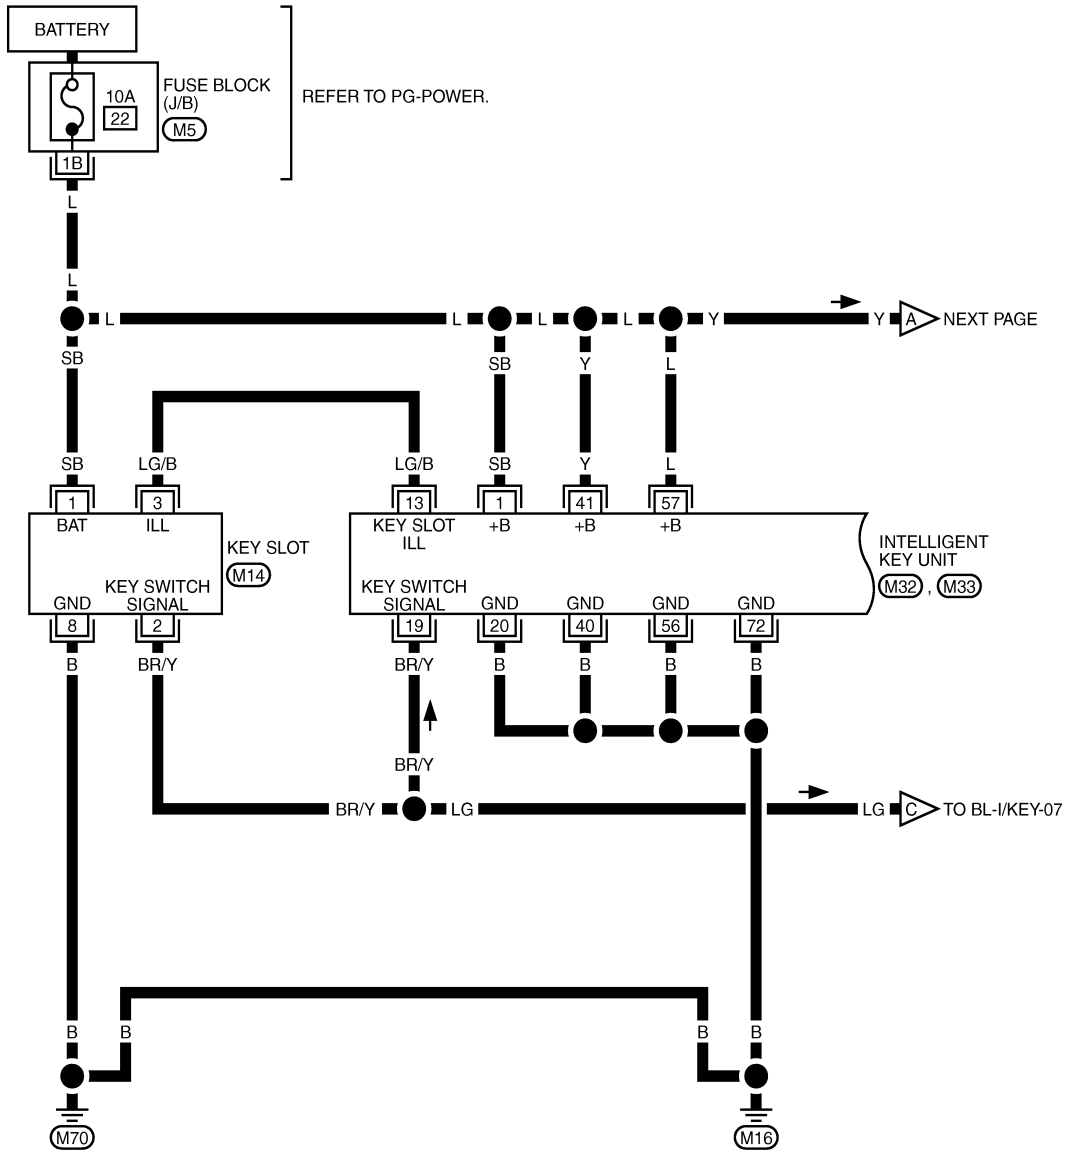 BATTERY
10A
22
FUSE BLOCK
(J/B)
M5
REFER TO PG-POWER.
1B
L
L
L
L
L
L
Y
Y
A
NEXT PAGE
SB
SB
Y
L
SB
LG/B
LG/B
SB
Y
L
1
3
13
1
41
57
BAT
ILL
KEY SLOT
ILL
+B
+B
+B
KEY SLOT
M14
INTELLIGENT
KEY UNIT
M32 , M33
GND
KEY SWITCH
SIGNAL
KEY SWITCH
SIGNAL
GND
GND
GND
GND
8
2
19
20
40
56
72
B
BR/Y
BR/Y
B
B
B
B
BR/Y
BR/Y
LG
LG
C
TO BL-I/KEY-07
B
B
B
B
M70
M16